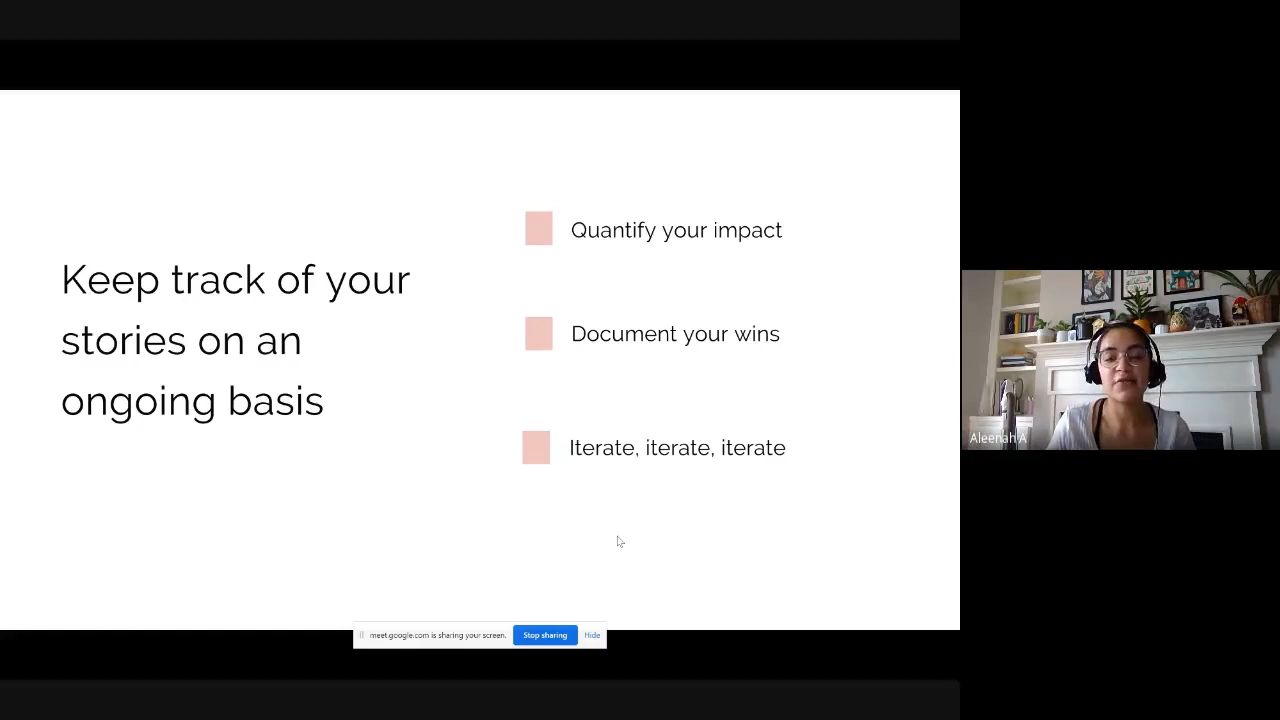 Keep track of your
stories on an
ongoing basis
Quantify your impact
Document your wins
Iterate, iterate, iterate
Aleenah A
meet.google.com is sharing your screen.
Stop sharing
Hide